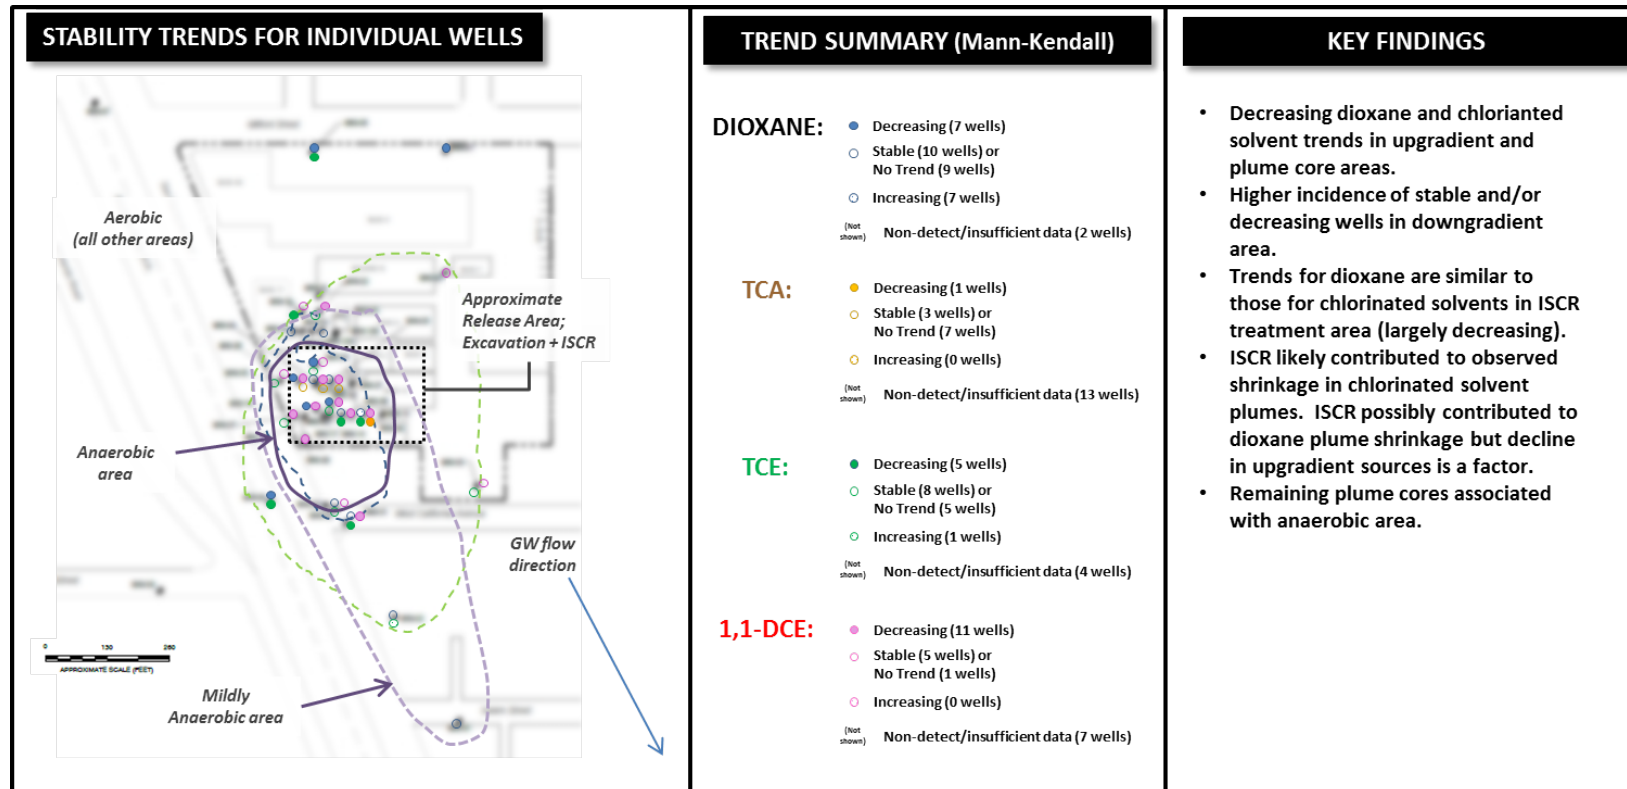 STABILITY TRENDS FOR INDIVIDUAL WELLS
Aerobic
(all other areas)
Approximate
Release Area;
Excavation + ISCR
Anaerobic
area
GW flow
direction
0 130 260
APPROXIMATE SCALE (FEET)
Mildly
Anaerobic area
TREND SUMMARY (Mann-Kendall)
DIOXANE:
Decreasing (7 wells)
Stable (10 wells) or
No Trend (9 wells)
Increasing (7 wells)
(Not
shown)
Non-detect/insufficient data (2 wells)
TCA:
Decreasing (1 wells)
Stable (3 wells) or
No Trend (7 wells)
Increasing (0 wells)
(Not
shown)
Non-detect/insufficient data (13 wells)
TCE:
Decreasing (5 wells)
Stable (8 wells) or
No Trend (5 wells)
Increasing (1 wells)
(Not
shown)
Non-detect/insufficient data (4 wells)
1,1-DCE:
Decreasing (11 wells)
Stable (5 wells) or
No Trend (1 wells)
Increasing (0 wells)
(Not
shown)
Non-detect/insufficient data (7 wells)
KEY FINDINGS
• Decreasing dioxane and chlorianted
solvent trends in upgradient and
plume core areas.
• Higher incidence of stable and/or
decreasing wells in downgradient
area.
• Trends for dioxane are similar to
those for chlorinated solvents in ISCR
treatment area (largely decreasing).
• ISCR likely contributed to observed
shrinkage in chlorinated solvent
plumes.  ISCR possibly contributed to
dioxane plume shrinkage but decline
in upgradient sources is a factor.
• Remaining plume cores associated
with anaerobic area.